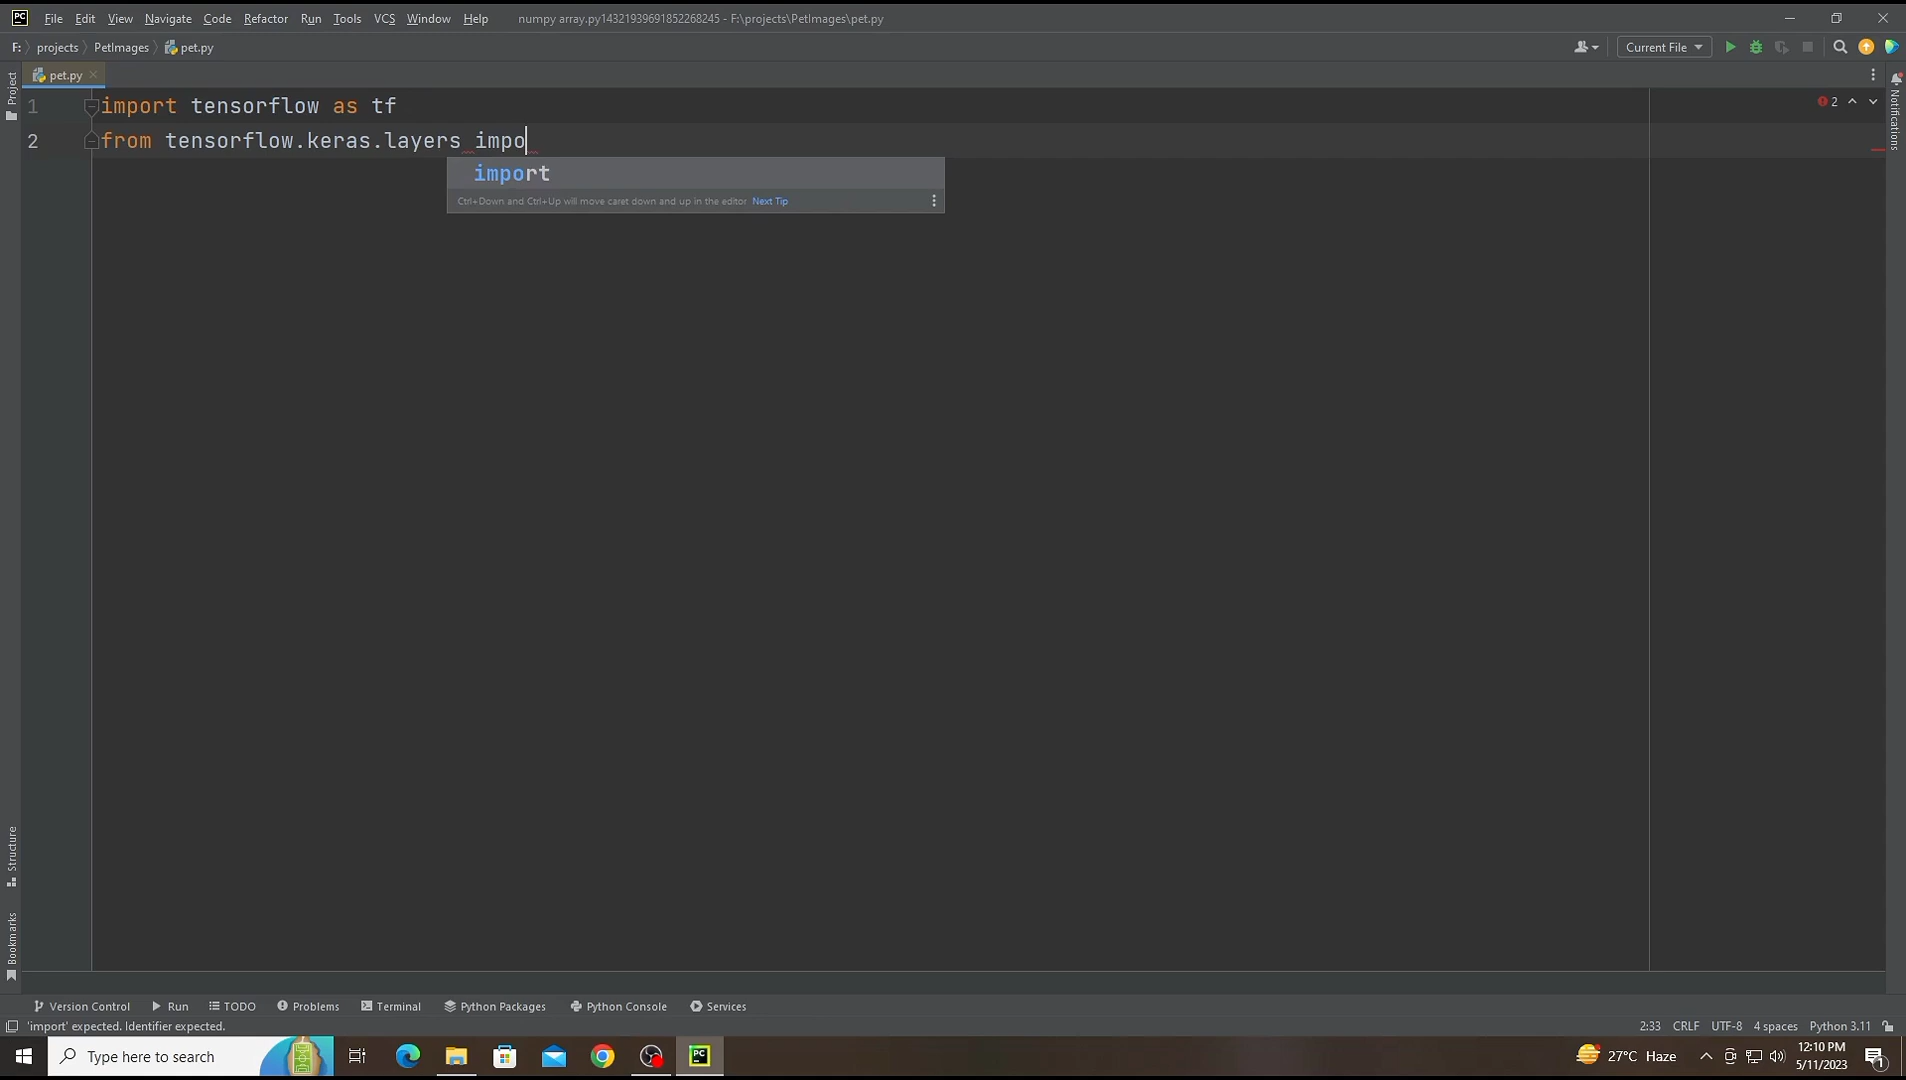 PC File Edit View Navigate Code Refactor Run Tools VCS Window Help numpy array.py14321939691852268245 - F:\projects\PetImages\pet.py
F: projects PetImages pet.py Current File
pet.py
1 import tensorflow as tf 2
2 from tensorflow.keras.layers impo
import
Ctrl+Down and Ctrl+Up will move caret down and up in the editor Next Tip
Project
Notifications
Structure
Bookmarks
Version Control Run TODO Problems Terminal Python Packages Python Console Services
'import' expected. Identifier expected. 2:33 CRLF UTF-8 4 spaces Python 3.11
Type here to search PC 27°C Haze 12:10 PM
5/11/2023 1